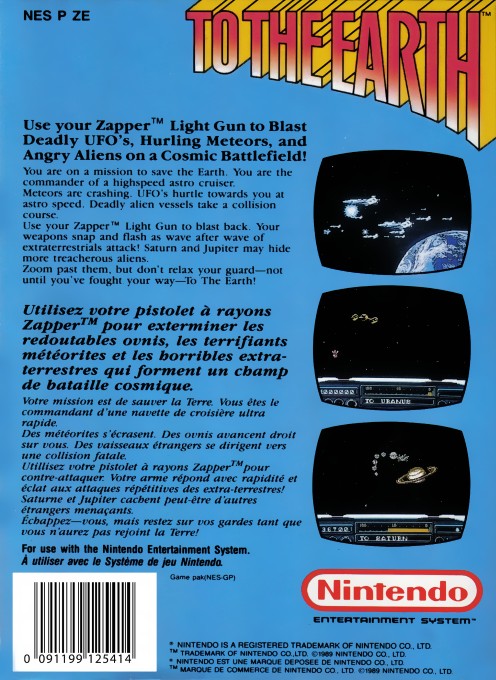 NES P ZE
TO THE EARTH™
Use your Zapper™ Light Gun to Blast
Deadly UFO's, Hurling Meteors, and
Angry Aliens on a Cosmic Battlefield!
You are on a mission to save the Earth. You are the
commander of a highspeed astro cruiser.
Meteors are crashing. UFO's hurtle towards you at
astro speed. Deadly alien vessels take a collision
course.
Use your Zapper™ Light Gun to blast back. Your
weapons snap and flash as wave after wave of
extraterrestrials attack! Saturn and Jupiter may hide
more treacherous aliens.
Zoom past them, but don't relax your guard—not
until you've fought your way—To The Earth!
Utilisez votre pistolet à rayons
Zapper™ pour exterminer les
redoutables ovnis, les terrifiants
météorites et les horribles extra-
terrestres qui forment un champ
de bataille cosmique.
Votre mission est de sauver la Terre. Vous êtes le
commandant d'une navette de croisière ultra
rapide.
Des météorites s'écrasent. Des ovnis avancent droit
sur vous. Des vaisseaux étrangers se dirigent vers
une collision fatale.
Utilisez votre pistolet à rayons Zapper™ pour
contre-attaquer. Votre arme répond avec rapidité et
éclat aux attaques répétitives des extra-terrestres!
Saturne et Jupiter cachent peut-être d'autres
étrangers menaçants.
Échappez—vous, mais restez sur vos gardes tant que
vous n'aurez pas rejoint la Terre!
For use with the Nintendo Entertainment System.
À utiliser avec le Systéme de jeu Nintendo.
Game pak(NES-GP)
TO URANUS
36700
TO SATURN
0 091199 125414
Nintendo
ENTERTAINMENT SYSTEM™
* NINTENDO IS A REGISTERED TRADEMARK OF NINTENDO CO., LTD.
™ TRADEMARK OF NINTENDO CO., LTD. ©1989 NINTENDO CO., LTD.
* NINTENDO EST UNE MARQUE DEPOSEE DE NINTENDO CO., LTD.
™ MARQUE DE COMMERCE DE NINTENDO CO., LTD. ©1989 NINTENDO CO., LTD.